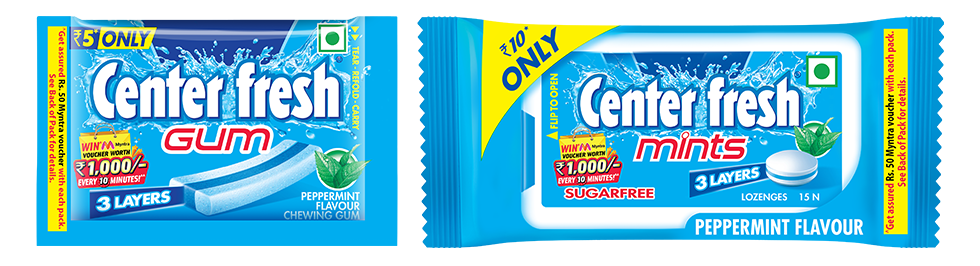 ₹5* ONLY
*Get assured Rs. 50 Myntra voucher with each pack.
See Back of Pack for details.
TEAR - REFOLD - CARRY
Center fresh
GUM
WIN M Myntra
VOUCHER WORTH
₹1,000/-
EVERY 10 MINUTES!**
3 LAYERS
PEPPERMINT
FLAVOUR
CHEWING GUM
₹10*
ONLY
FLIP TO OPEN
Center fresh
mints
WIN M Myntra
VOUCHER WORTH
₹1,000/-
EVERY 10 MINUTES!**
SUGARFREE
3 LAYERS
LOZENGES 15 N
PEPPERMINT FLAVOUR
*Get assured Rs. 50 Myntra voucher with each pack.
See Back of Pack for details.